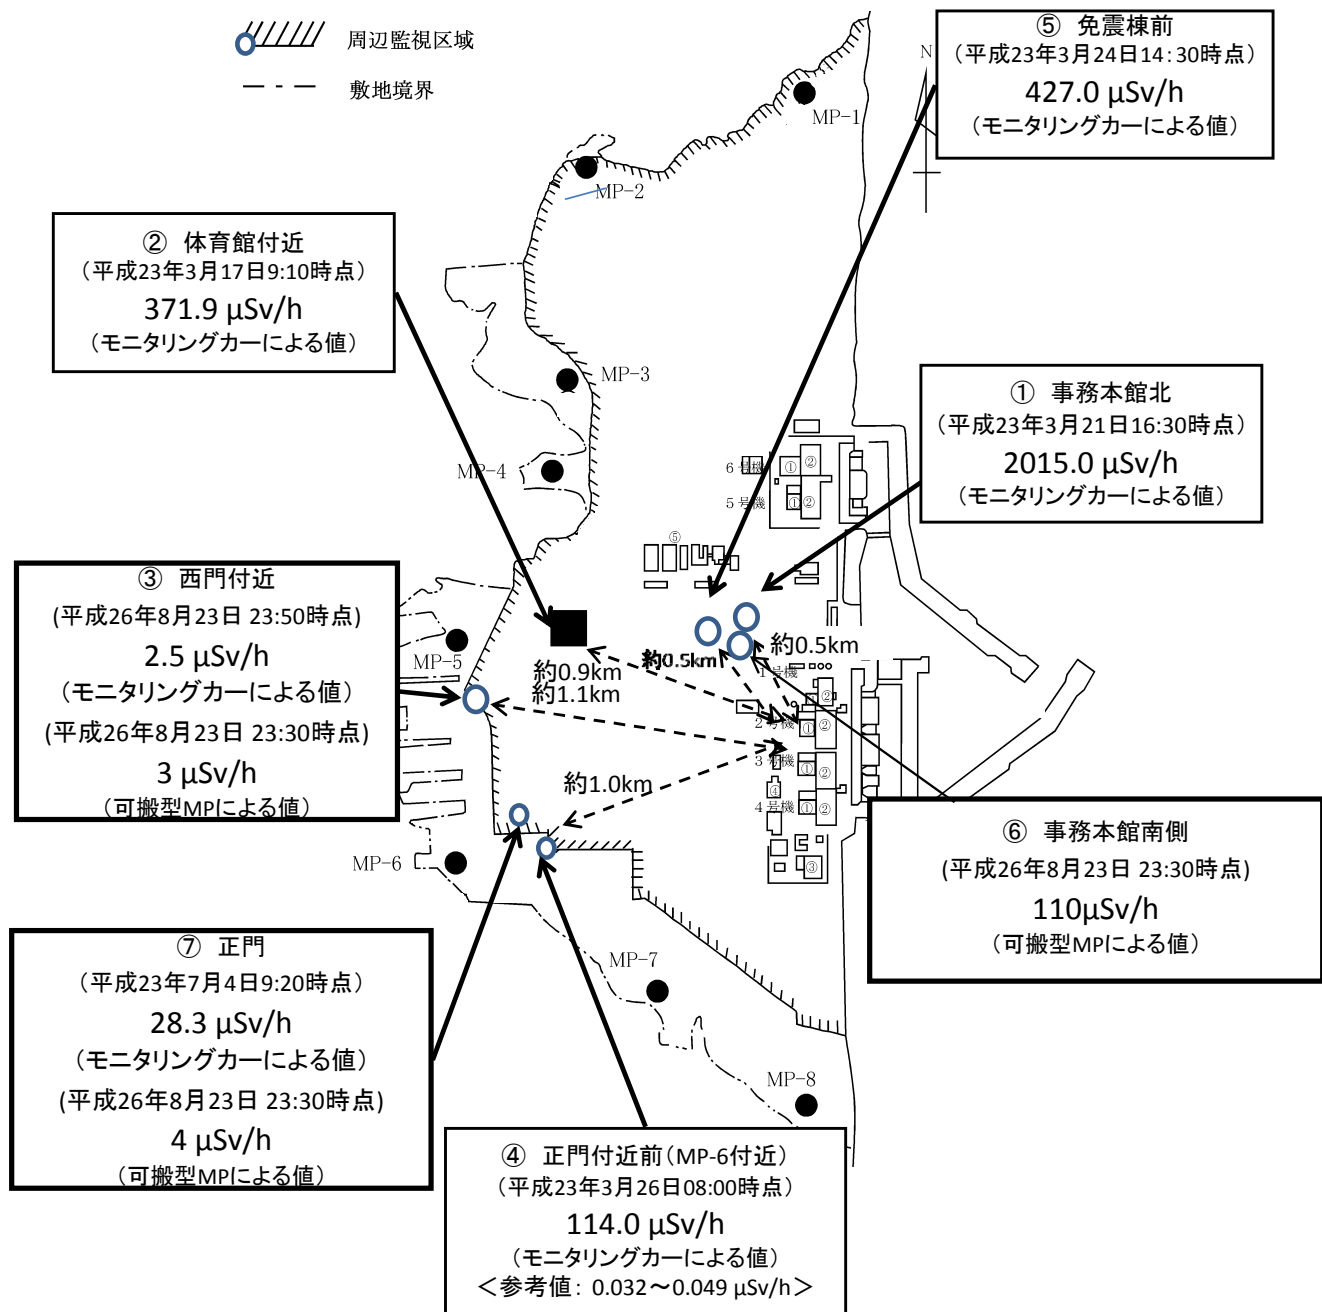 周辺監視区域
敷地境界
⑤ 免震棟前
（平成23年3月24日14:30時点）
427.0 μSv/h
（モニタリングカーによる値）
N
MP-1
MP-2
② 体育館付近
（平成23年3月17日9:10時点）
371.9 μSv/h
（モニタリングカーによる値）
MP-3
① 事務本館北
（平成23年3月21日16:30時点）
2015.0 μSv/h
（モニタリングカーによる値）
MP-4
6号機
①
②
5号機
①
②
⑤
③ 西門付近
(平成26年8月23日 23:50時点)
2.5 μSv/h
（モニタリングカーによる値）
(平成26年8月23日 23:30時点)
3 μSv/h
（可搬型MPによる値）
MP-5
約0.9km
約1.1km
約0.5km
約0.5km
1号機
②
2号機
①
②
3号機
①
②
約1.0km
④
4号機
①
②
③
MP-6
⑥ 事務本館南側
(平成26年8月23日 23:30時点)
110μSv/h
（可搬型MPによる値）
⑦ 正門
（平成23年7月4日9:20時点）
28.3 μSv/h
（モニタリングカーによる値）
(平成26年8月23日 23:30時点)
4 μSv/h
（可搬型MPによる値）
MP-7
MP-8
④ 正門付近前（MP-6付近）
（平成23年3月26日08:00時点）
114.0 μSv/h
（モニタリングカーによる値）
＜参考値: 0.032～0.049 μSv/h＞